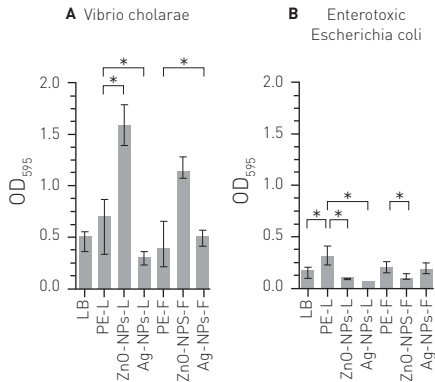 A Vibrio cholarae
OD595
2.0
1.5
1.0
0.5
0.0
* * *
LB
PE-L
ZnO-NPs-L
Ag-NPs-L
PE-F
ZnO-NPS-F
Ag-NPs-F
B Enterotoxic
Escherichia coli
OD595
2.0
1.5
1.0
0.5
0.0
* * * *
LB
PE-L
ZnO-NPs-L
Ag-NPs-L
PE-F
ZnO-NPs-F
Ag-NPs-F